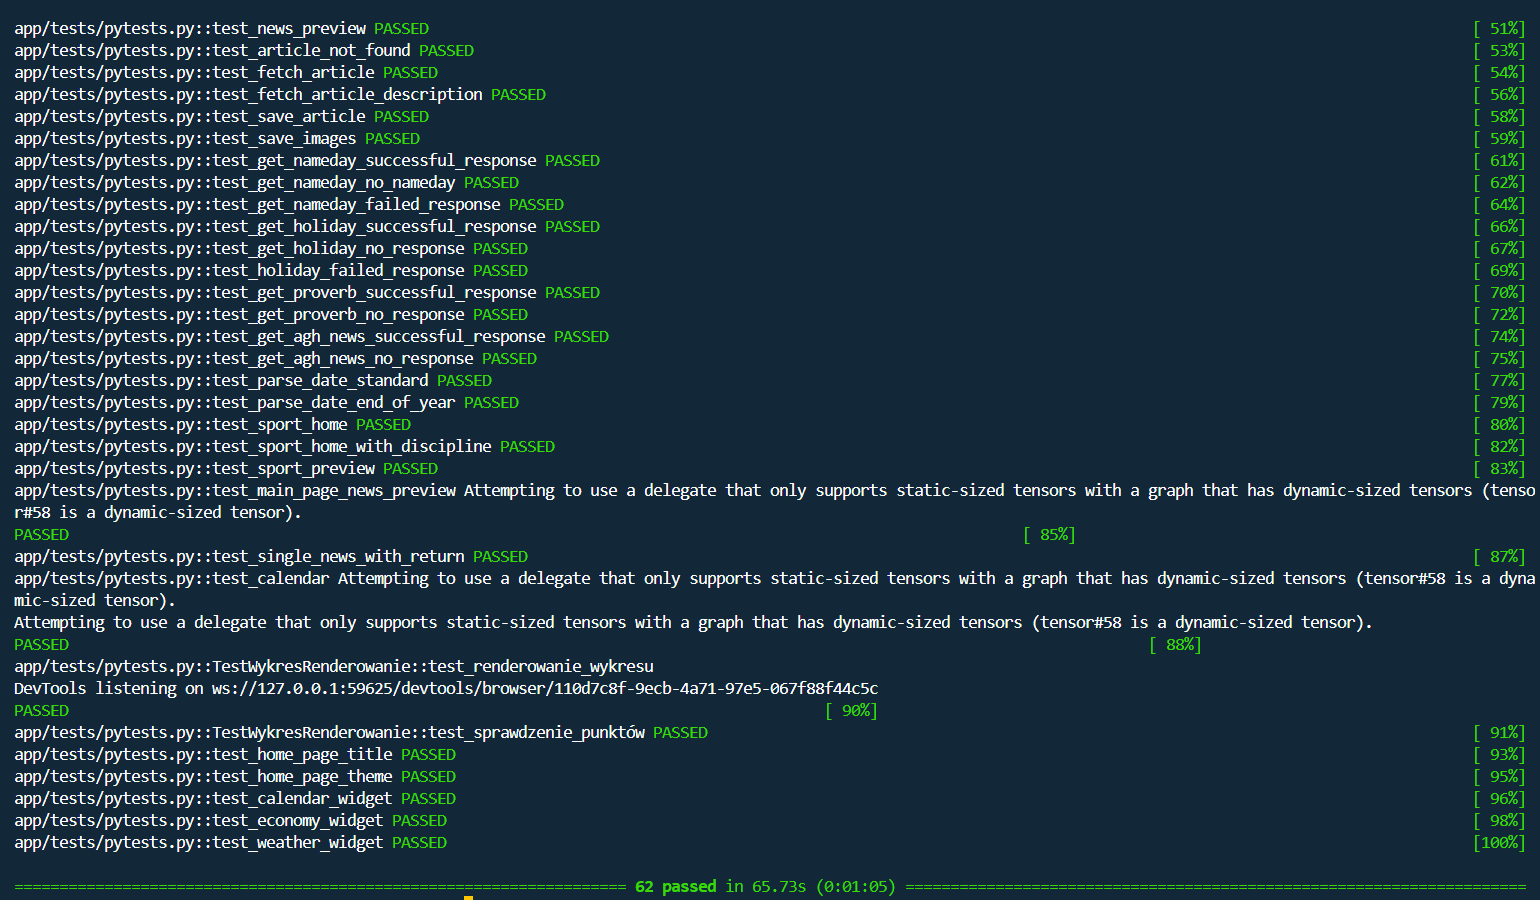 app/tests/pytests.py::test_news_preview PASSED [ 51%]
app/tests/pytests.py::test_article_not_found PASSED [ 53%]
app/tests/pytests.py::test_fetch_article PASSED [ 54%]
app/tests/pytests.py::test_fetch_article_description PASSED [ 56%]
app/tests/pytests.py::test_save_article PASSED [ 58%]
app/tests/pytests.py::test_save_images PASSED [ 59%]
app/tests/pytests.py::test_get_nameday_successful_response PASSED [ 61%]
app/tests/pytests.py::test_get_nameday_no_nameday PASSED [ 62%]
app/tests/pytests.py::test_get_nameday_failed_response PASSED [ 64%]
app/tests/pytests.py::test_get_holiday_successful_response PASSED [ 66%]
app/tests/pytests.py::test_get_holiday_no_response PASSED [ 67%]
app/tests/pytests.py::test_holiday_failed_response PASSED [ 69%]
app/tests/pytests.py::test_get_proverb_successful_response PASSED [ 70%]
app/tests/pytests.py::test_get_proverb_no_response PASSED [ 72%]
app/tests/pytests.py::test_get_agh_news_successful_response PASSED [ 74%]
app/tests/pytests.py::test_get_agh_news_no_response PASSED [ 75%]
app/tests/pytests.py::test_parse_date_standard PASSED [ 77%]
app/tests/pytests.py::test_parse_date_end_of_year PASSED [ 79%]
app/tests/pytests.py::test_sport_home PASSED [ 80%]
app/tests/pytests.py::test_sport_home_with_discipline PASSED [ 82%]
app/tests/pytests.py::test_sport_preview PASSED [ 83%]
app/tests/pytests.py::test_main_page_news_preview Attempting to use a delegate that only supports static-sized tensors with a graph that has dynamic-sized tensors (tenso
r#58 is a dynamic-sized tensor).
PASSED [ 85%]
app/tests/pytests.py::test_single_news_with_return PASSED [ 87%]
app/tests/pytests.py::test_calendar Attempting to use a delegate that only supports static-sized tensors with a graph that has dynamic-sized tensors (tensor#58 is a dyna
mic-sized tensor).
Attempting to use a delegate that only supports static-sized tensors with a graph that has dynamic-sized tensors (tensor#58 is a dynamic-sized tensor).
PASSED [ 88%]
app/tests/pytests.py::TestWykresRenderowanie::test_renderowanie_wykresu
DevTools listening on ws://127.0.0.1:59625/devtools/browser/110d7c8f-9ecb-4a71-97e5-067f88f44c5c
PASSED [ 90%]
app/tests/pytests.py::TestWykresRenderowanie::test_sprawdzenie_punktów PASSED [ 91%]
app/tests/pytests.py::test_home_page_title PASSED [ 93%]
app/tests/pytests.py::test_home_page_theme PASSED [ 95%]
app/tests/pytests.py::test_calendar_widget PASSED [ 96%]
app/tests/pytests.py::test_economy_widget PASSED [ 98%]
app/tests/pytests.py::test_weather_widget PASSED [100%]
==================================================================== 62 passed in 65.73s (0:01:05) =====================================================================